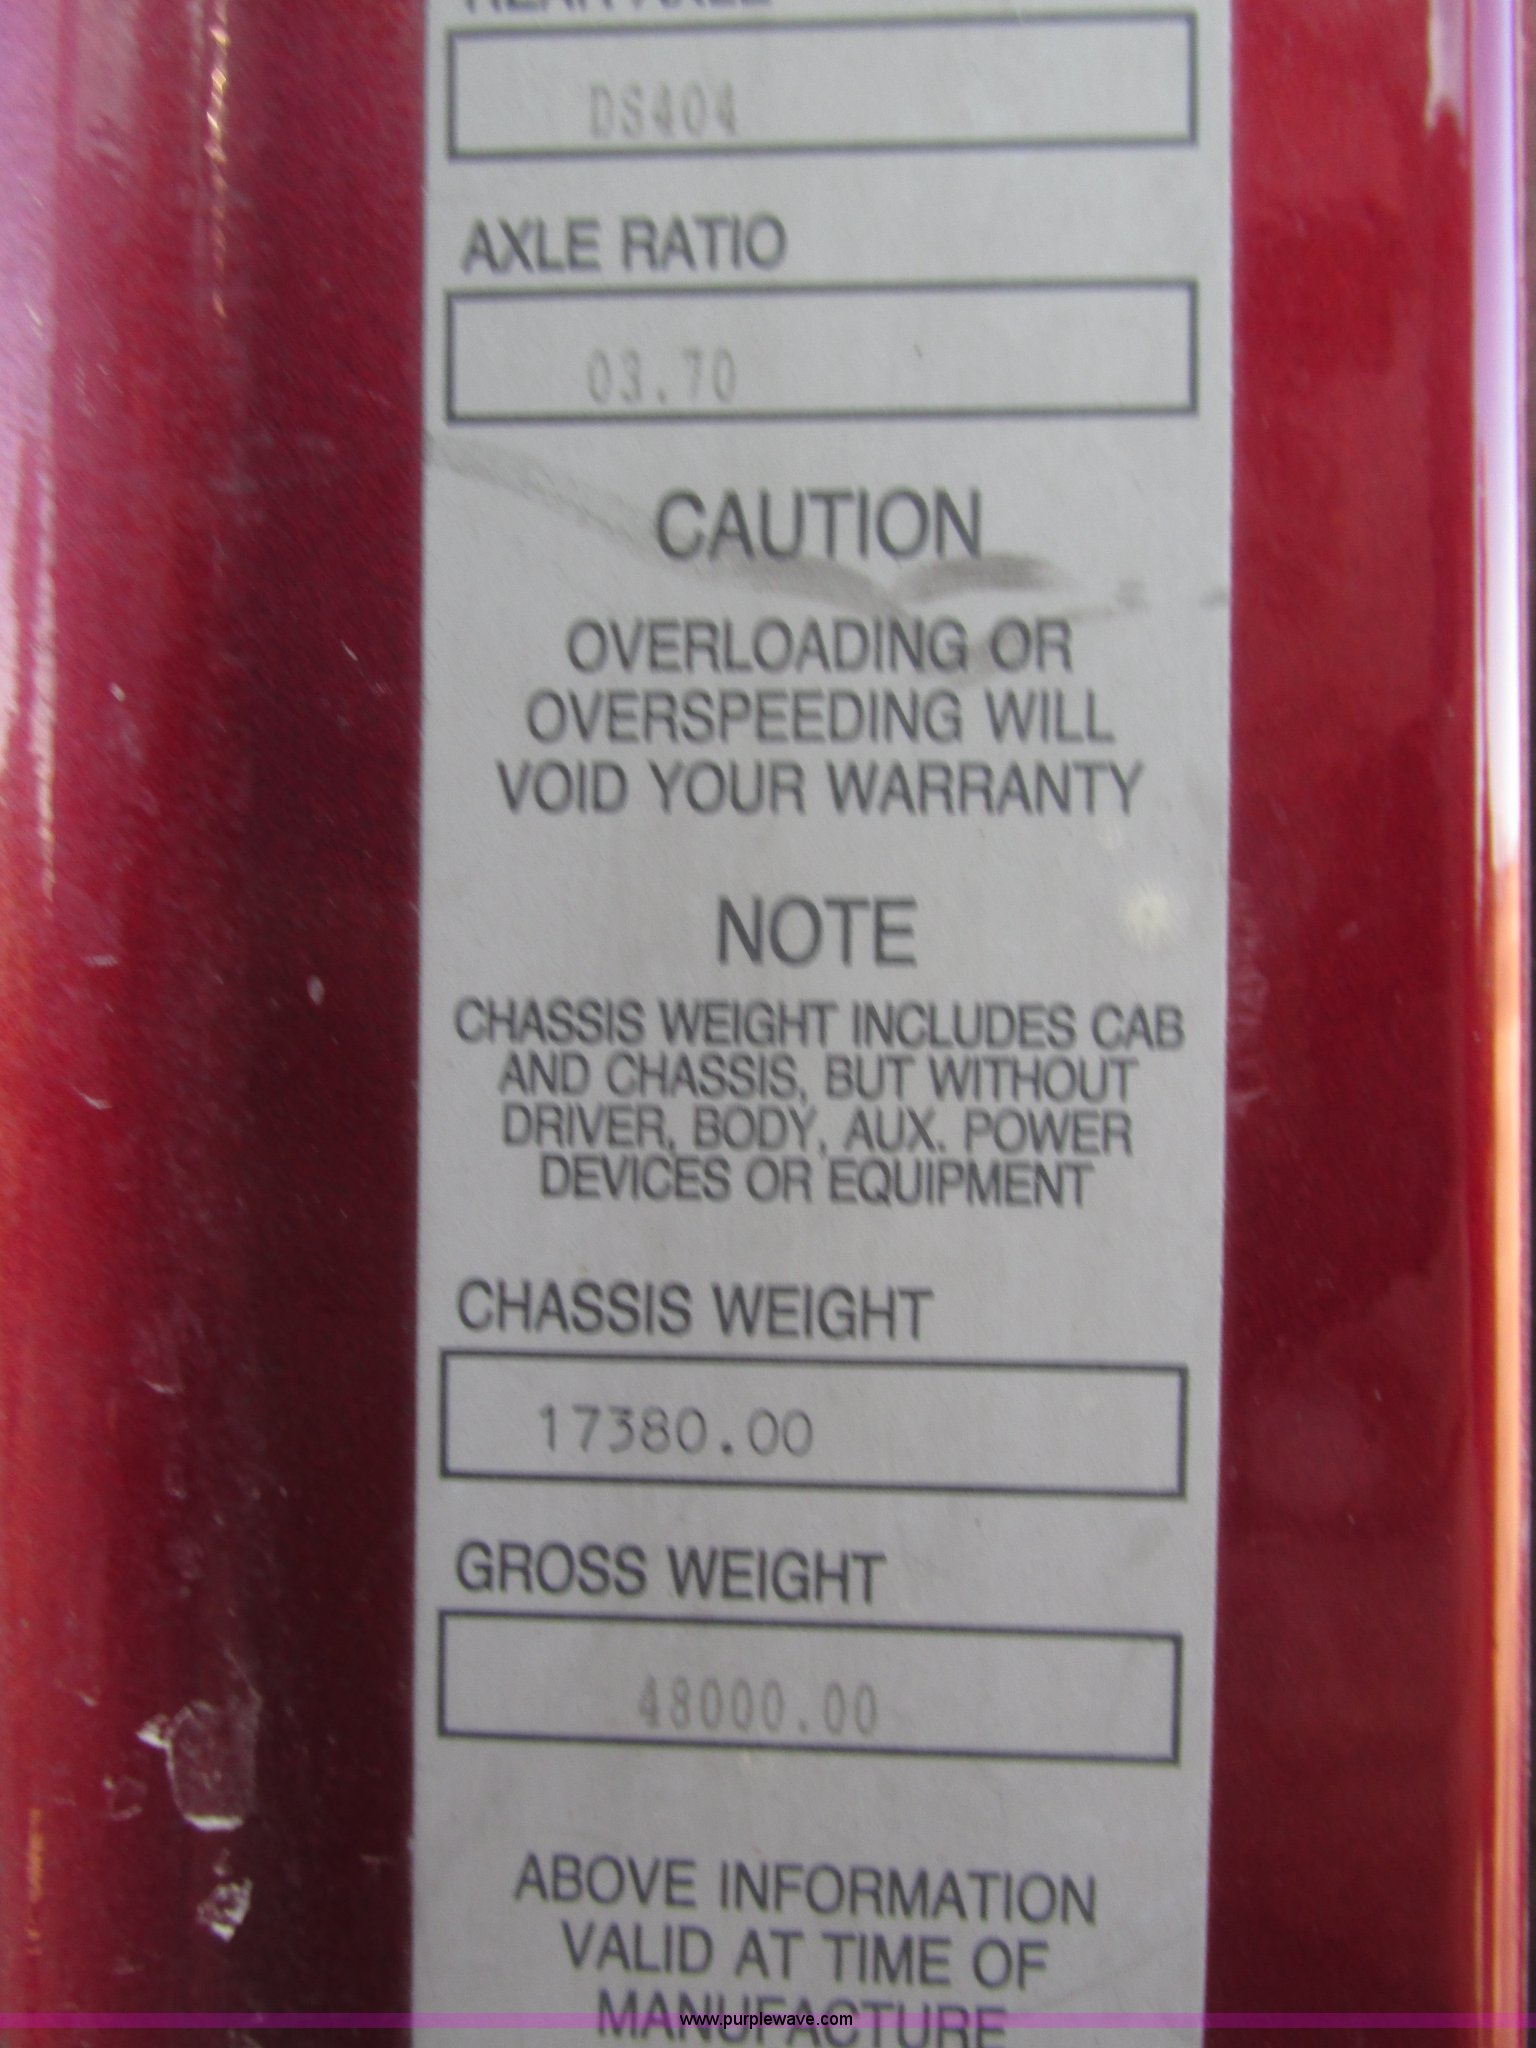 REAR AXLE
DS404
AXLE RATIO
03.70
CAUTION
OVERLOADING OR
OVERSPEEDING WILL
VOID YOUR WARRANTY
NOTE
CHASSIS WEIGHT INCLUDES CAB
AND CHASSIS, BUT WITHOUT
DRIVER, BODY, AUX. POWER
DEVICES OR EQUIPMENT
CHASSIS WEIGHT
17380.00
GROSS WEIGHT
48000.00
ABOVE INFORMATION
VALID AT TIME OF
MANUFACTURE
www.purplewave.com